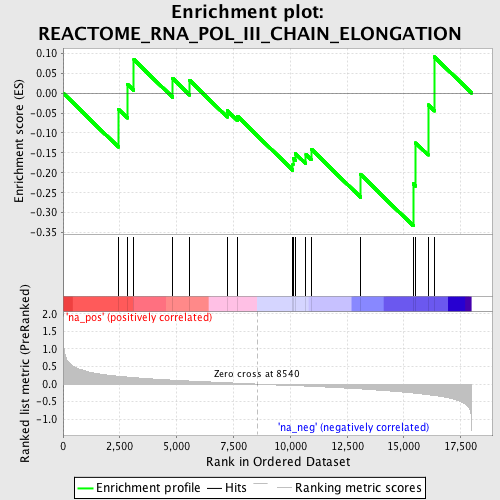 Enrichment plot:
REACTOME_RNA_POL_III_CHAIN_ELONGATION
Enrichment score (ES)
0.10
0.05
0.00
-0.05
-0.10
-0.15
-0.20
-0.25
-0.30
-0.35
'na_pos' (positively correlated)
Ranked list metric (PreRanked)
2.0
1.5
1.0
0.5
0.0
-0.5
-1.0
Zero cross at 8540
'na_neg' (negatively correlated)
0 2,500 5,000 7,500 10,000 12,500 15,000 17,500
Rank in Ordered Dataset
Enrichment profile Hits Ranking metric scores